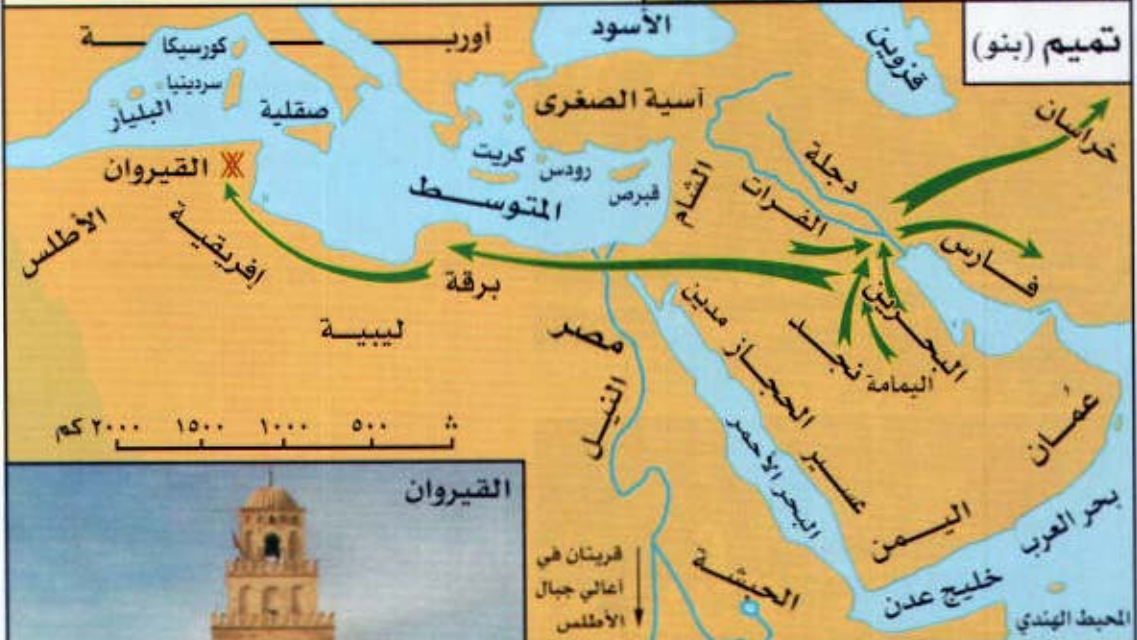 تميم (بنو)
الأسود
أوربــة
قزوين
كورسيكا
سردينيا
البليار
صقلية
آسية الصغرى
خراسان
كريت
رودس
قبرص
المتوسط
الشام
دجلة
الفرات
القيروان
الأطلس
إفريقية
برقة
ليبية
فارس
البحرين
نجد
اليمامة
مدين
الحجاز
عسير
مصر
النيل
البحر الأحمر
عُمان
اليمن
بحر العرب
خليج عدن
المحيط الهندي
الحبشة
٥٠٠ ١٠٠٠ ١٥٠٠ ٢٠٠٠ كم
القيروان
قريتان في
أعالي جبال
الأطلس